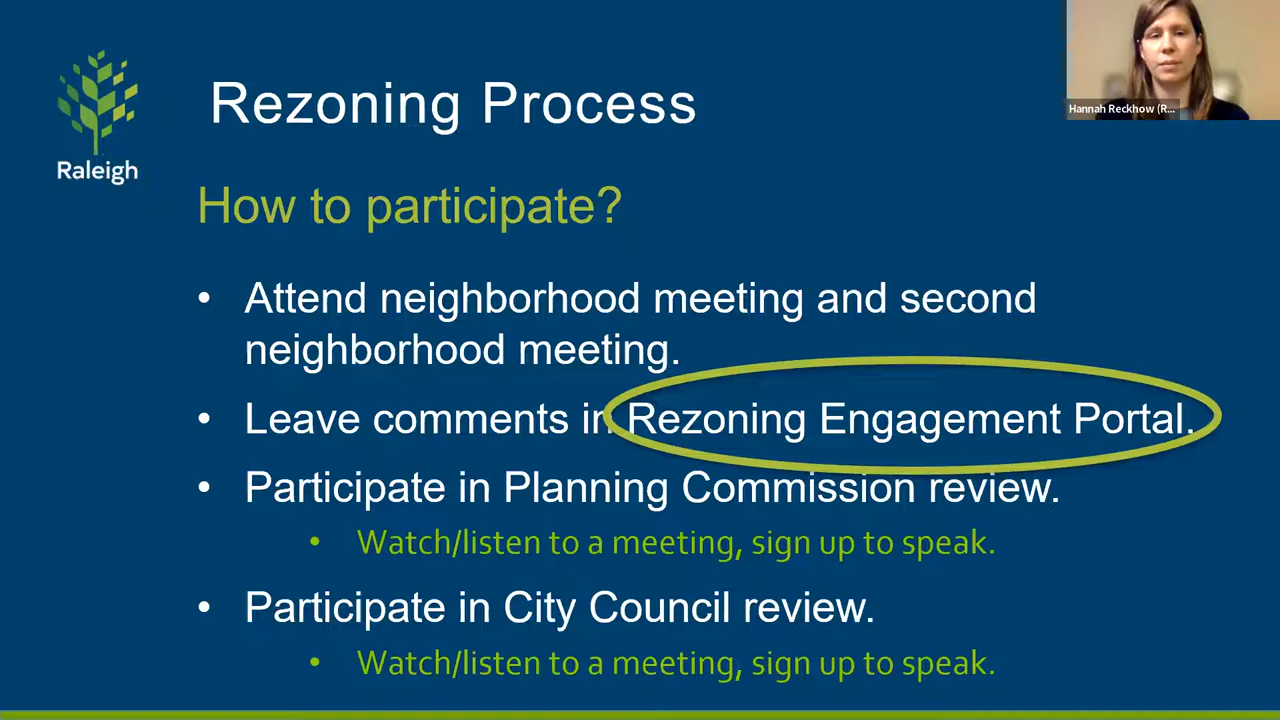 Hannah Reckhow (R...
Rezoning Process
Raleigh
How to participate?
• Attend neighborhood meeting and second
neighborhood meeting.
• Leave comments in Rezoning Engagement Portal.
• Participate in Planning Commission review.
• Watch/listen to a meeting, sign up to speak.
• Participate in City Council review.
• Watch/listen to a meeting, sign up to speak.